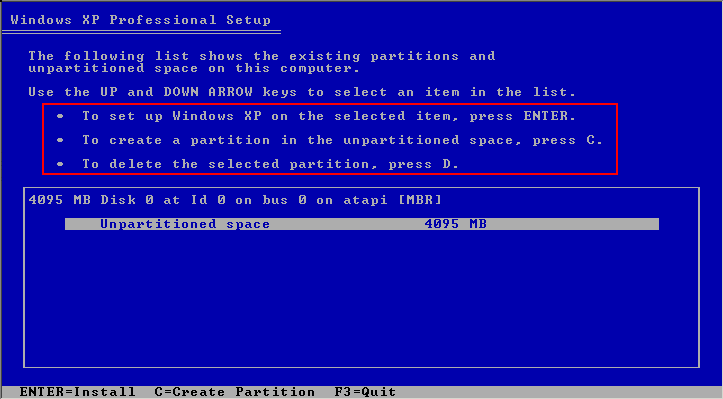 Windows XP Professional Setup
The following list shows the existing partitions and
unpartitioned space on this computer.
Use the UP and DOWN ARROW keys to select an item in the list.
• To set up Windows XP on the selected item, press ENTER.
• To create a partition in the unpartitioned space, press C.
• To delete the selected partition, press D.
4095 MB Disk 0 at Id 0 on bus 0 on atapi [MBR]
Unpartitioned space 4095 MB
ENTER=Install C=Create Partition F3=Quit